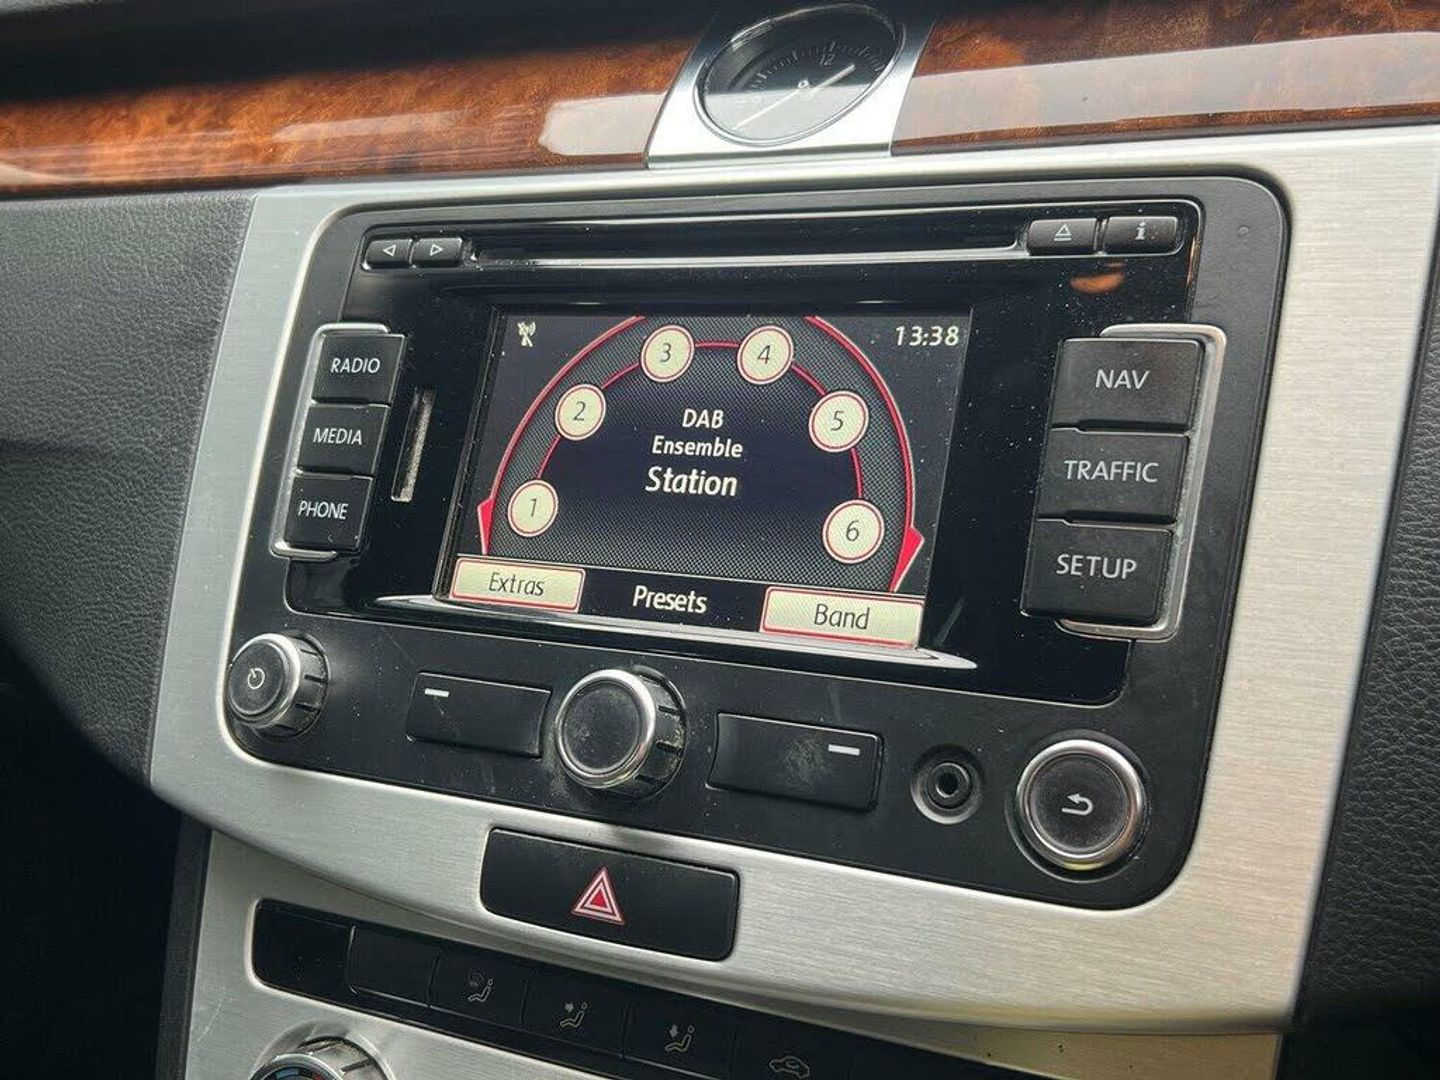 12
i
RADIO
MEDIA
PHONE
13:38
1
2
3
4
5
6
DAB
Ensemble
Station
Extras
Presets
Band
NAV
TRAFFIC
SETUP